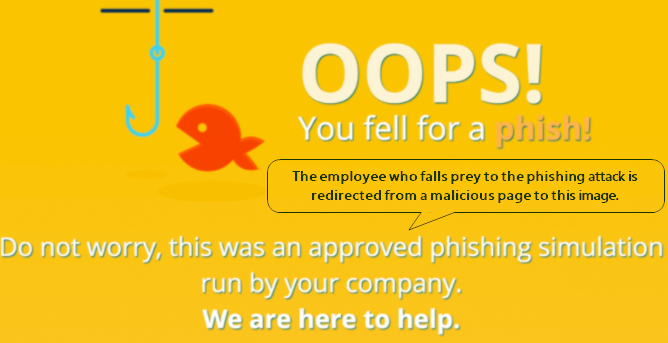 OOPS!
You fell for a phish!
The employee who falls prey to the phishing attack is
redirected from a malicious page to this image.
Do not worry, this was an approved phishing simulation
run by your company.
We are here to help.